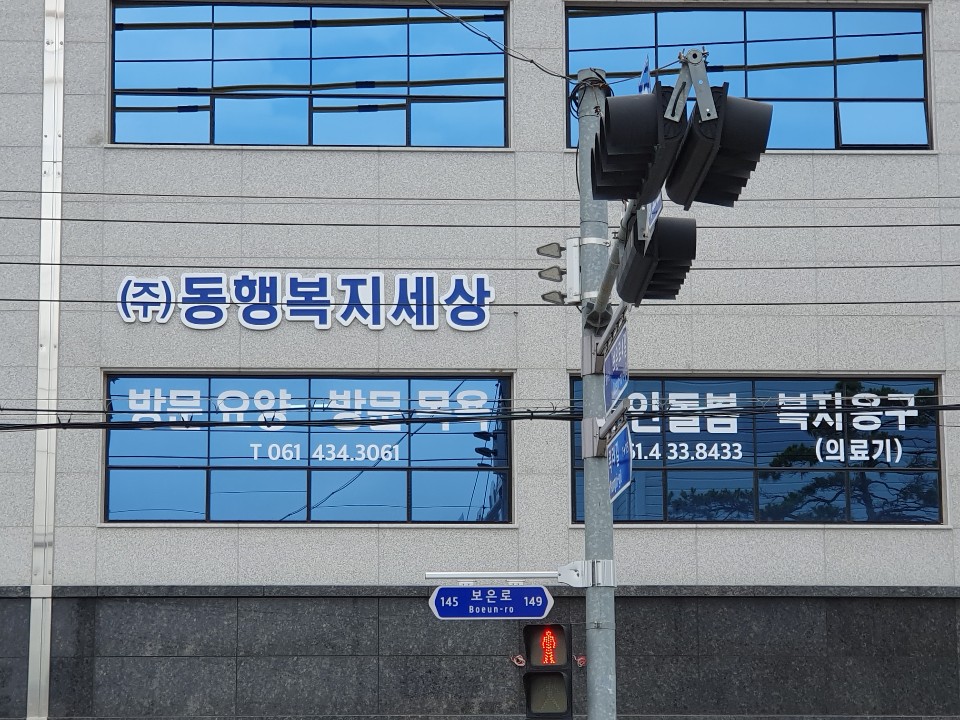 (주)동행복지세상
방문요양 방문목욕
T 061 434.3061
인돌봄 복지용구
61.4 33.8433
(의료기)
145 보은로 149
Boeun-ro